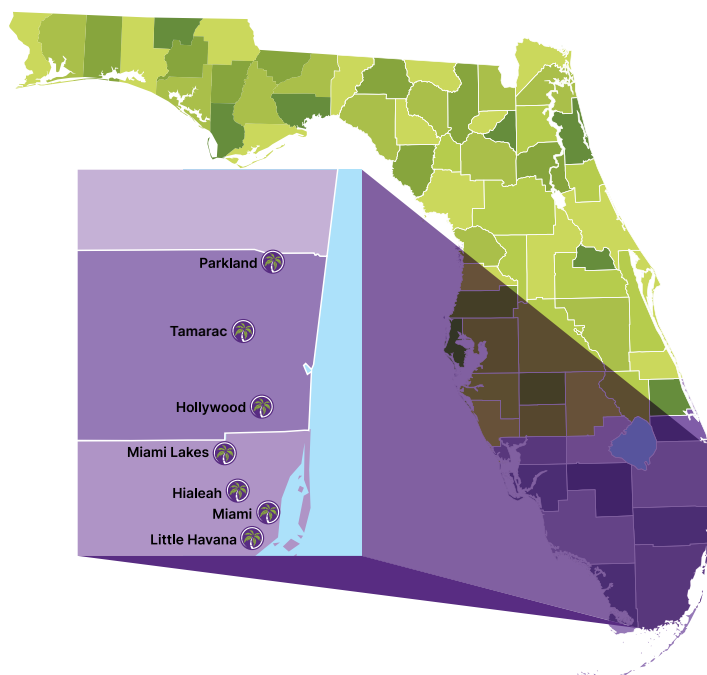 Parkland
Tamarac
Hollywood
Miami Lakes
Hialeah
Miami
Little Havana